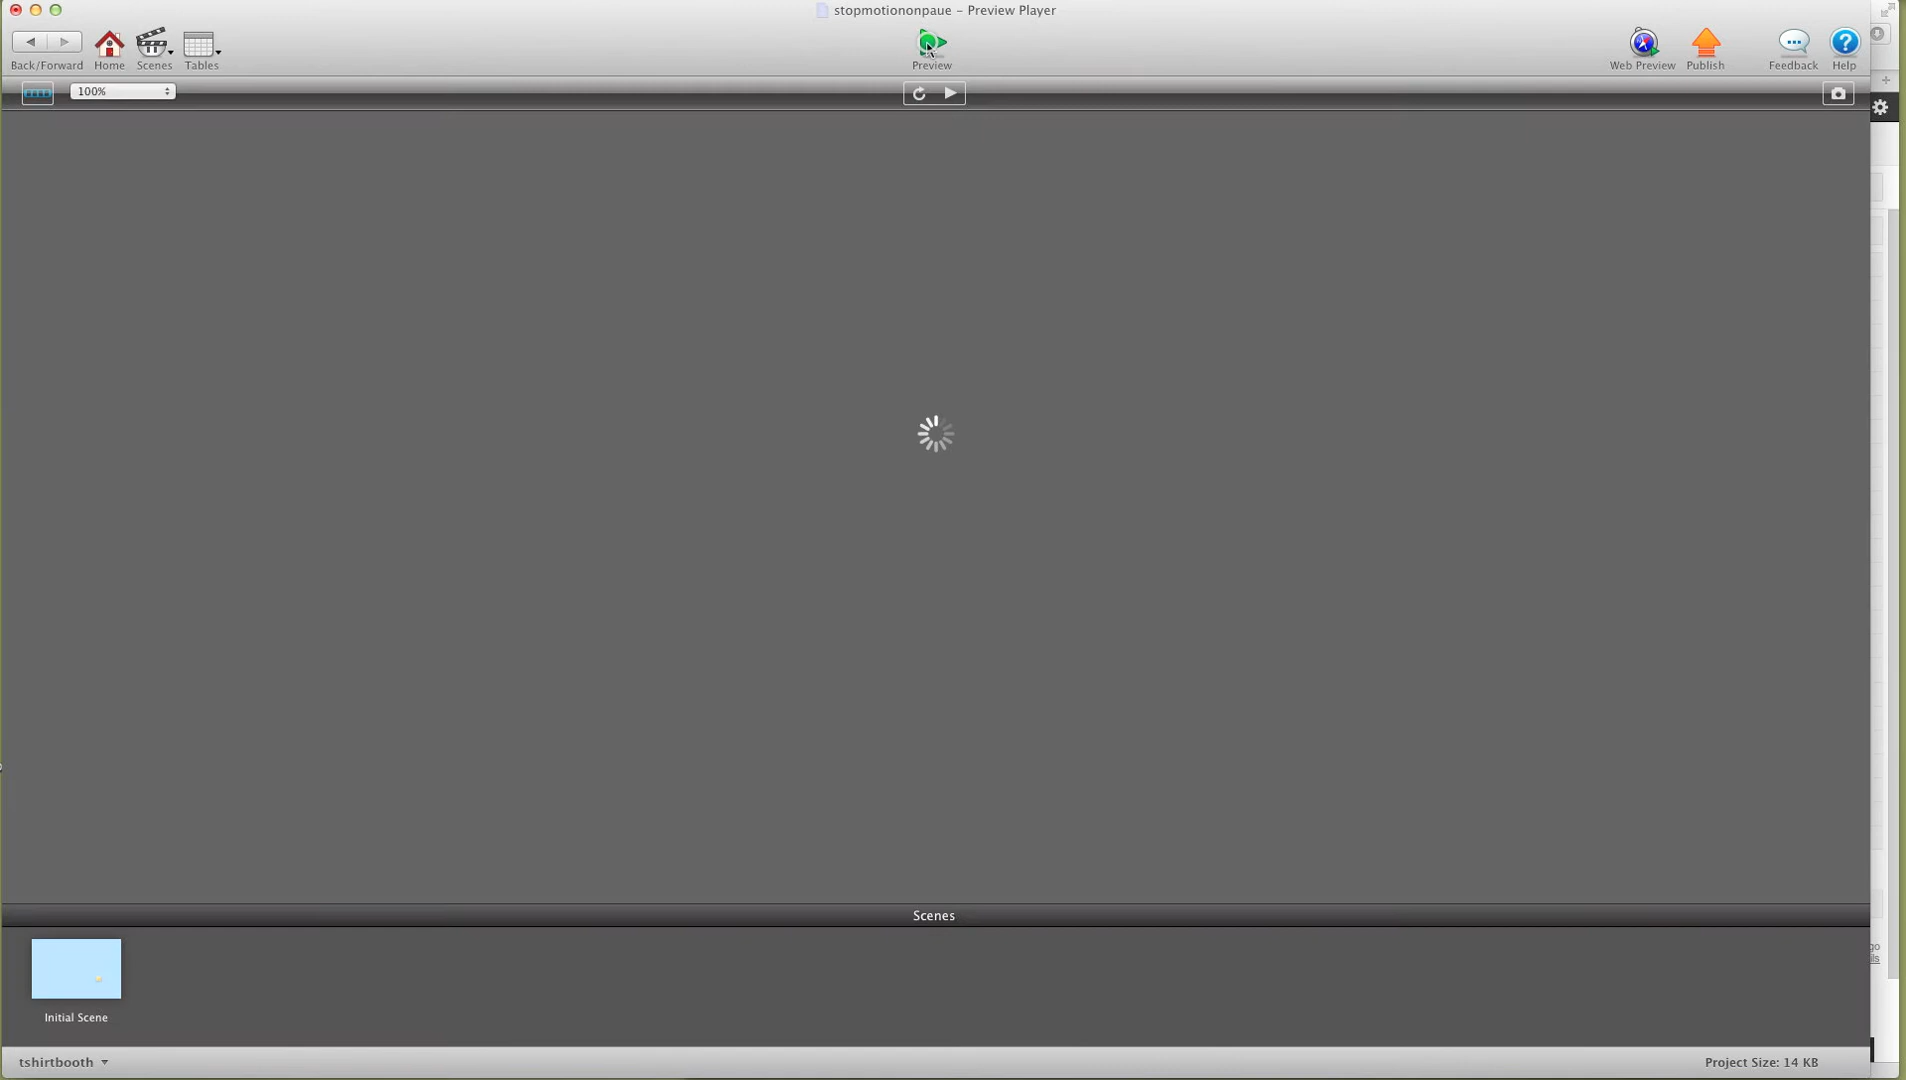 stopmotiononpaue – Preview Player
Back/Forward
Home
Scenes
Tables
Preview
Web Preview
Publish
Feedback
Help
100%
Scenes
Initial Scene
tshirtbooth
Project Size: 14 KB